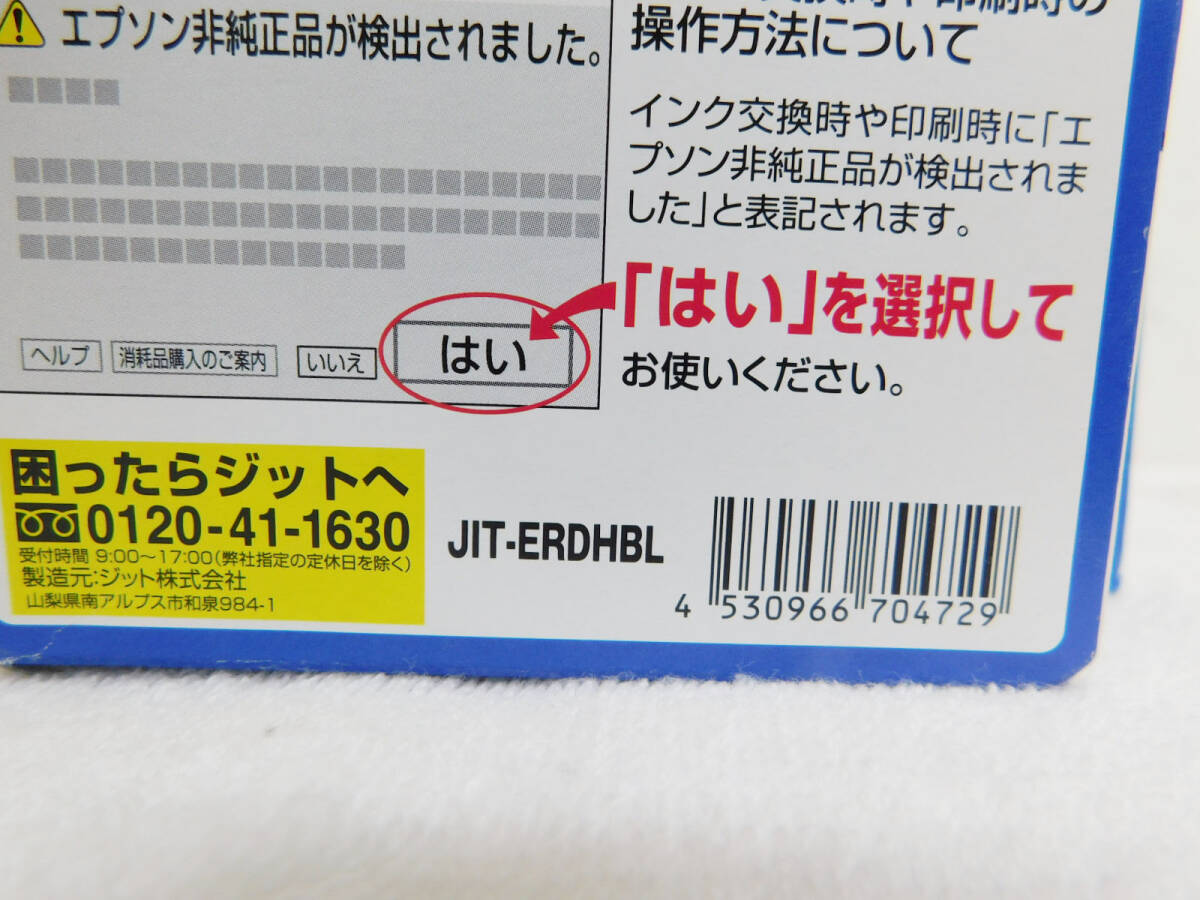 エプソン非純正品が検出されました。
ヘルプ
消耗品購入のご案内
いいえ
はい
操作方法について
インク交換時や印刷時に「エ
プソン非純正品が検出されま
した」と表記されます。
「はい」を選択して
お使いください。
困ったらジットへ
0120-41-1630
受付時間 9:00～17:00(弊社指定の定休日を除く)
製造元:ジット株式会社
山梨県南アルプス市和泉984-1
JIT-ERDHBL
4 530966 704729